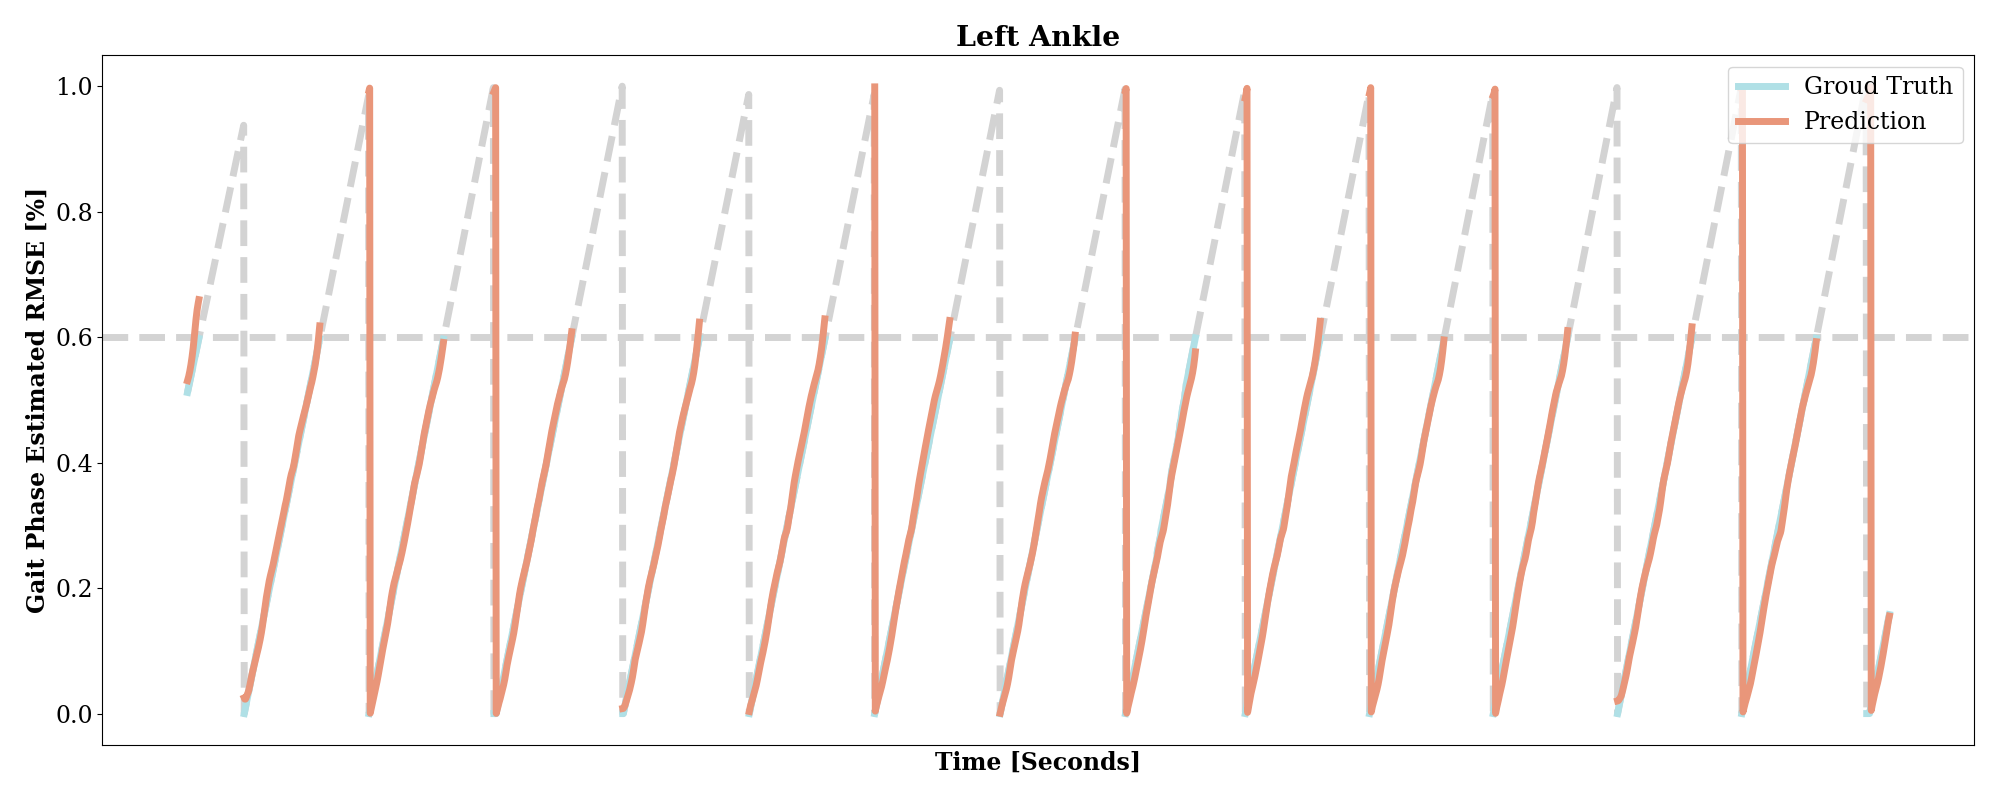 Left Ankle
Gait Phase Estimated RMSE [%]
1.0
0.8
0.6
0.4
0.2
0.0
Groud Truth
Prediction
Time [Seconds]